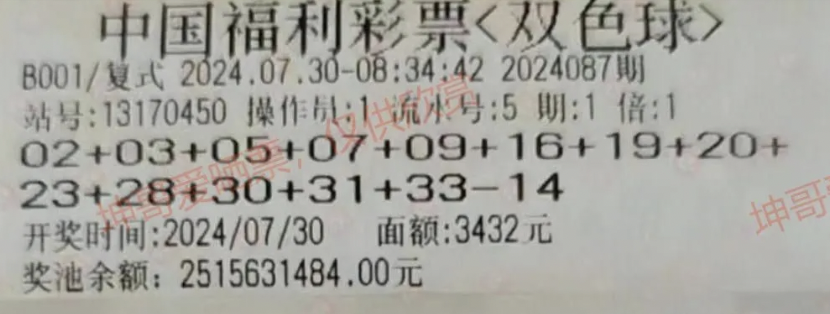 中国福利彩票<双色球>
B001/复式 2024.07.30-08:34:42 2024087期
站号:13170450 操作员:1 流水号:5 期:1 倍:1
02+03+05+07+09+16+19+20+
23+28+30+31+33-14
开奖时间:2024/07/30 面额:3432元
奖池余额: 2515631484.00元
坤哥爱晒票，仅供欣赏
坤哥